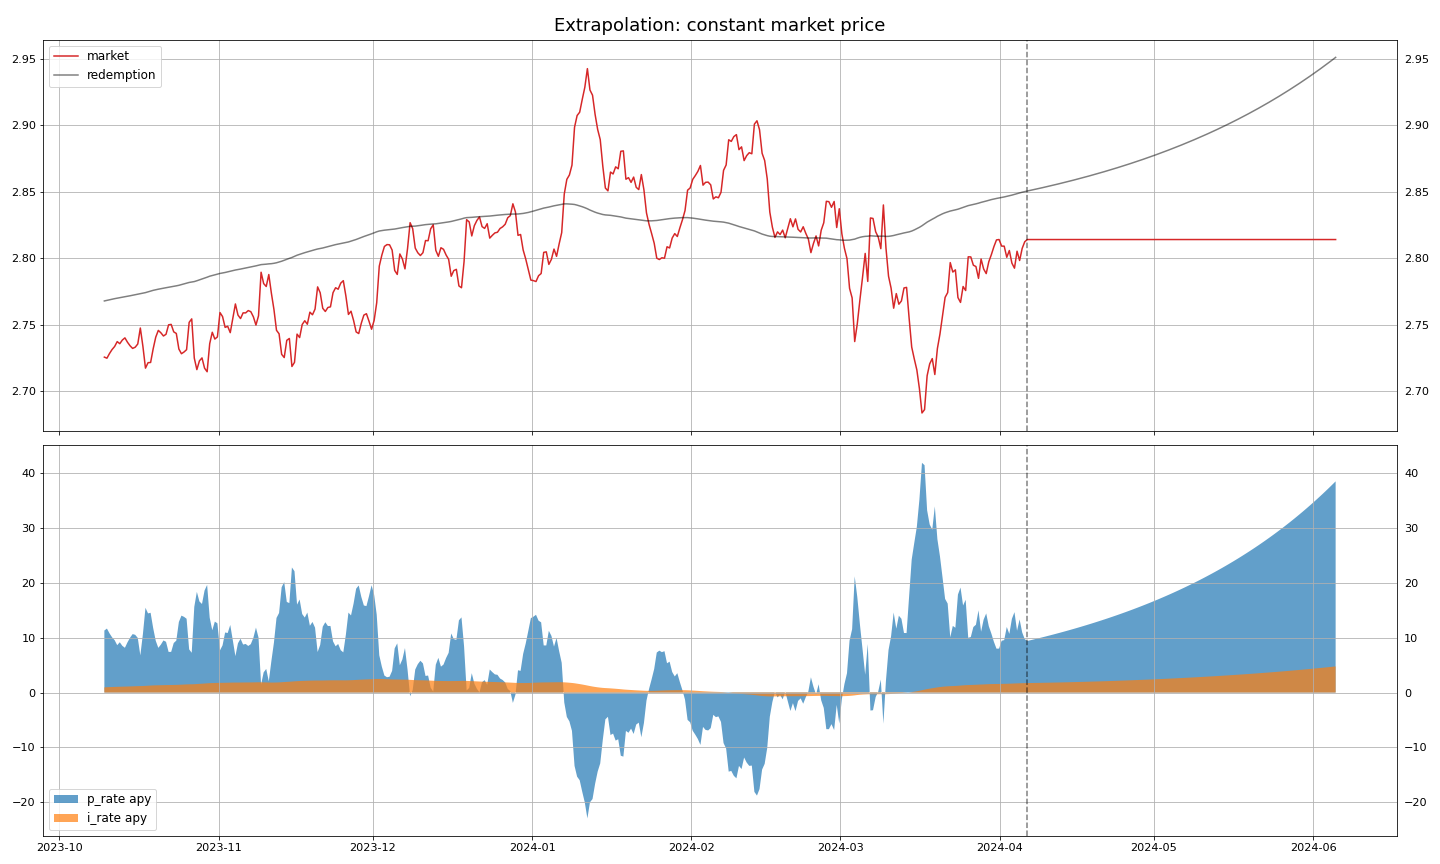 Extrapolation: constant market price
market
redemption
2.95 2.95
2.90 2.90
2.85 2.85
2.80 2.80
2.75 2.75
2.70 2.70
40 40
30 30
20 20
10 10
0 0
−10 −10
−20 −20
p_rate apy
i_rate apy
2023-10 2023-11 2023-12 2024-01 2024-02 2024-03 2024-04 2024-05 2024-06